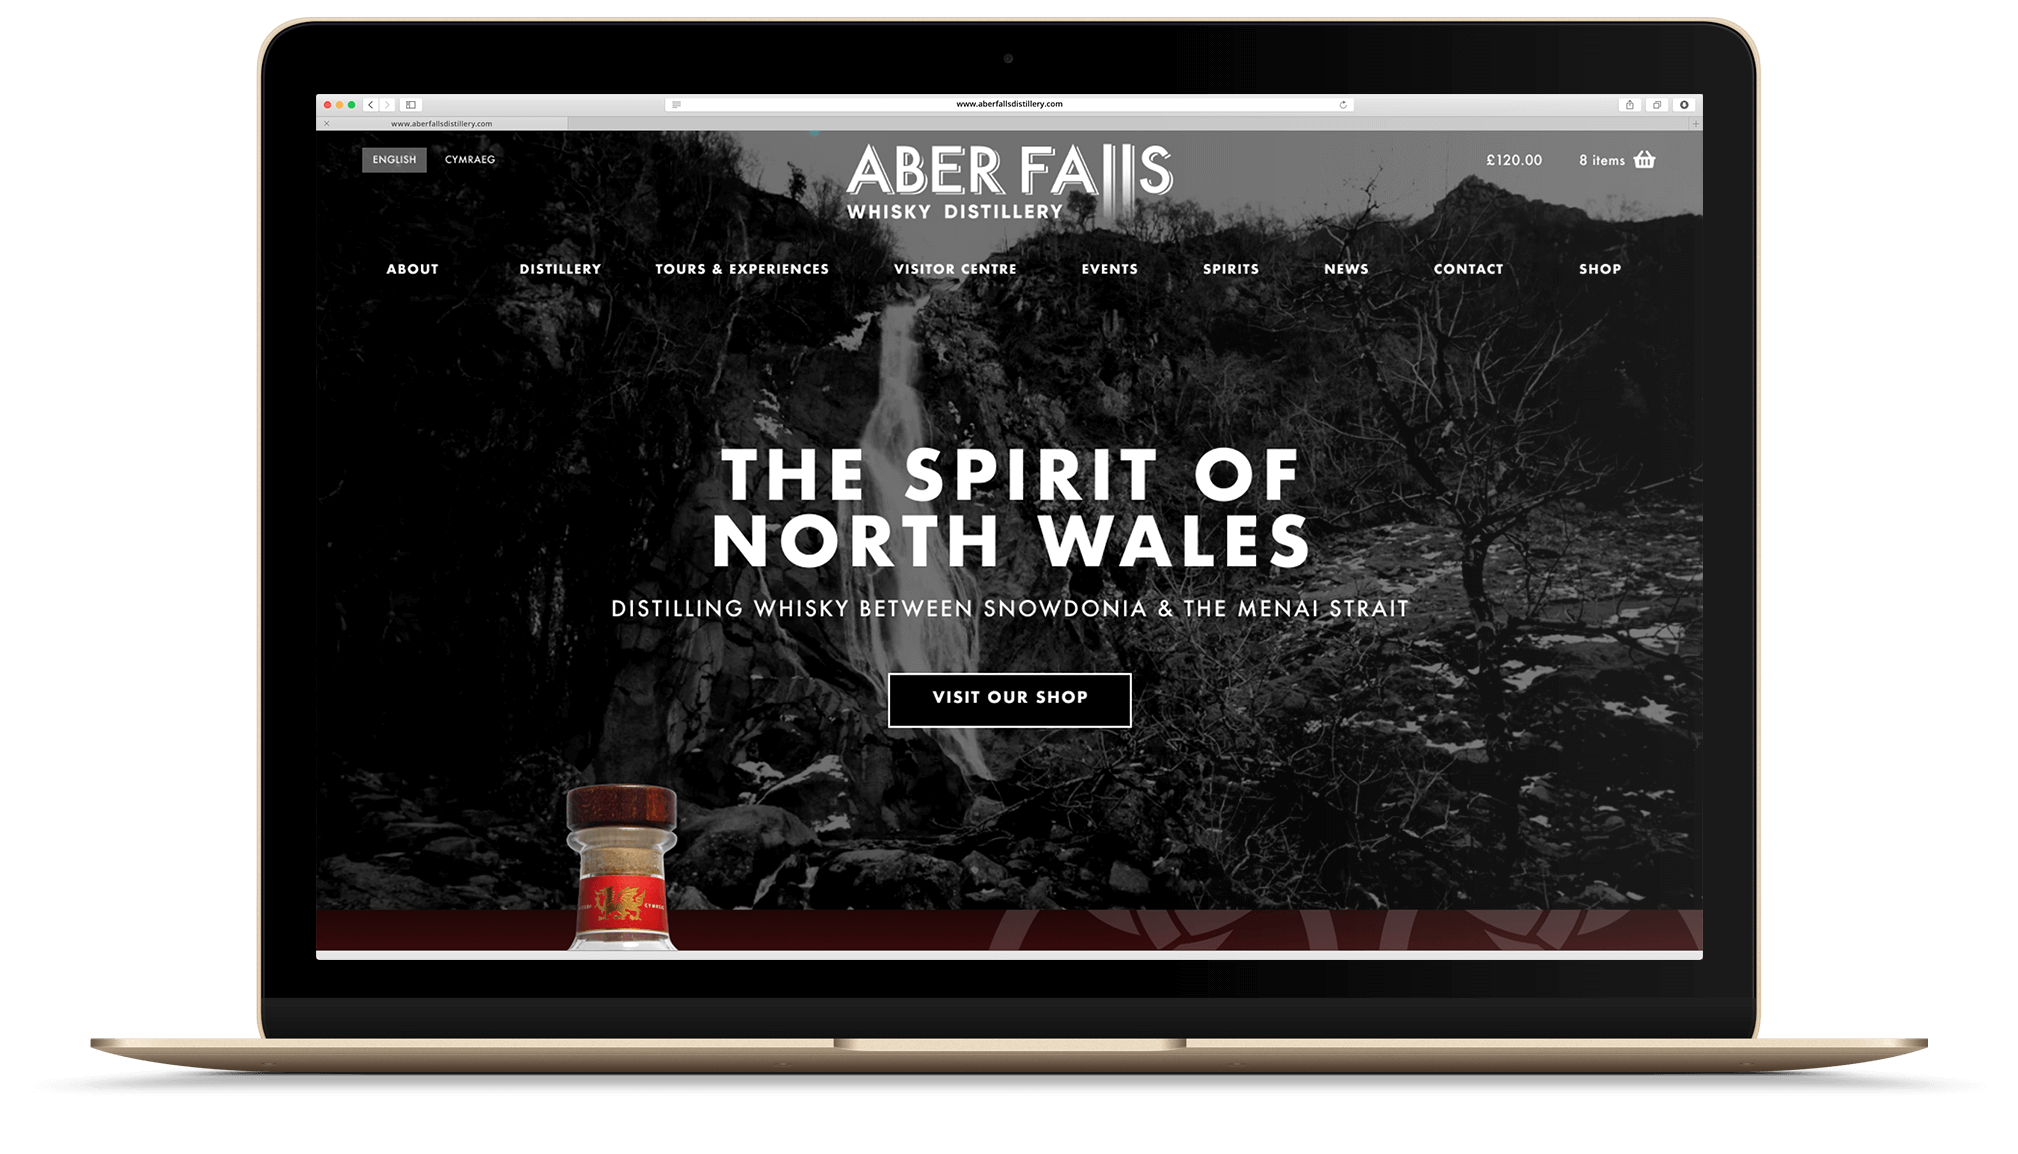 www.aberfallsdistillery.com
www.aberfallsdistillery.com
ENGLISH CYMRAEG
ABER FAllS
WHISKY DISTILLERY
£120.00 8 items
ABOUT DISTILLERY TOURS & EXPERIENCES VISITOR CENTRE EVENTS SPIRITS NEWS CONTACT SHOP
THE SPIRIT OF
NORTH WALES
DISTILLING WHISKY BETWEEN SNOWDONIA & THE MENAI STRAIT
VISIT OUR SHOP